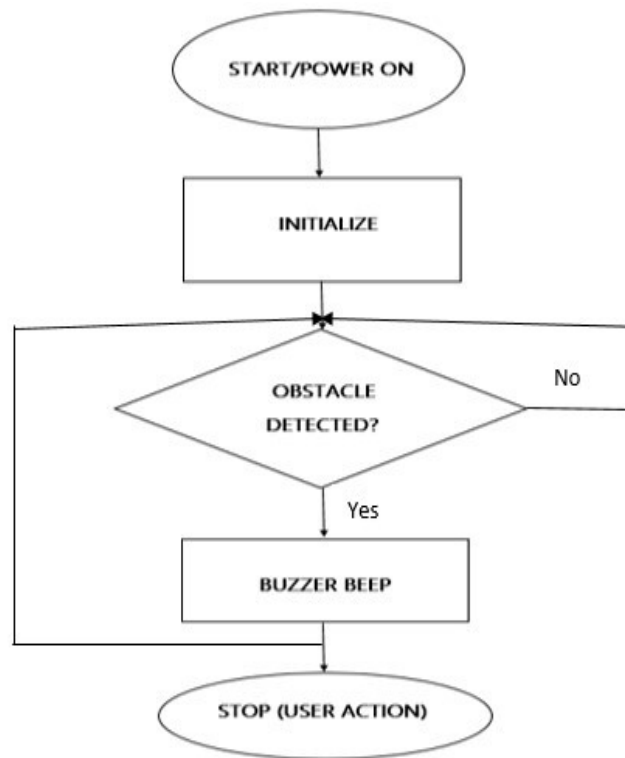 START/POWER ON
INITIALIZE
OBSTACLE
DETECTED?
No
Yes
BUZZER BEEP
STOP (USER ACTION)